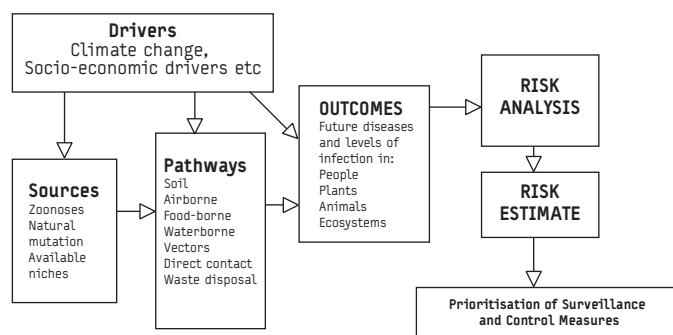 Drivers
Climate change,
Socio-economic drivers etc
Sources
Zoonoses
Natural
mutation
Available
niches
Pathways
Soil
Airborne
Food-borne
Waterborne
Vectors
Direct contact
Waste disposal
OUTCOMES
Future diseases
and levels of
infection in:
People
Plants
Animals
Ecosystems
RISK
ANALYSIS
RISK
ESTIMATE
Prioritisation of Surveillance
and Control Measures